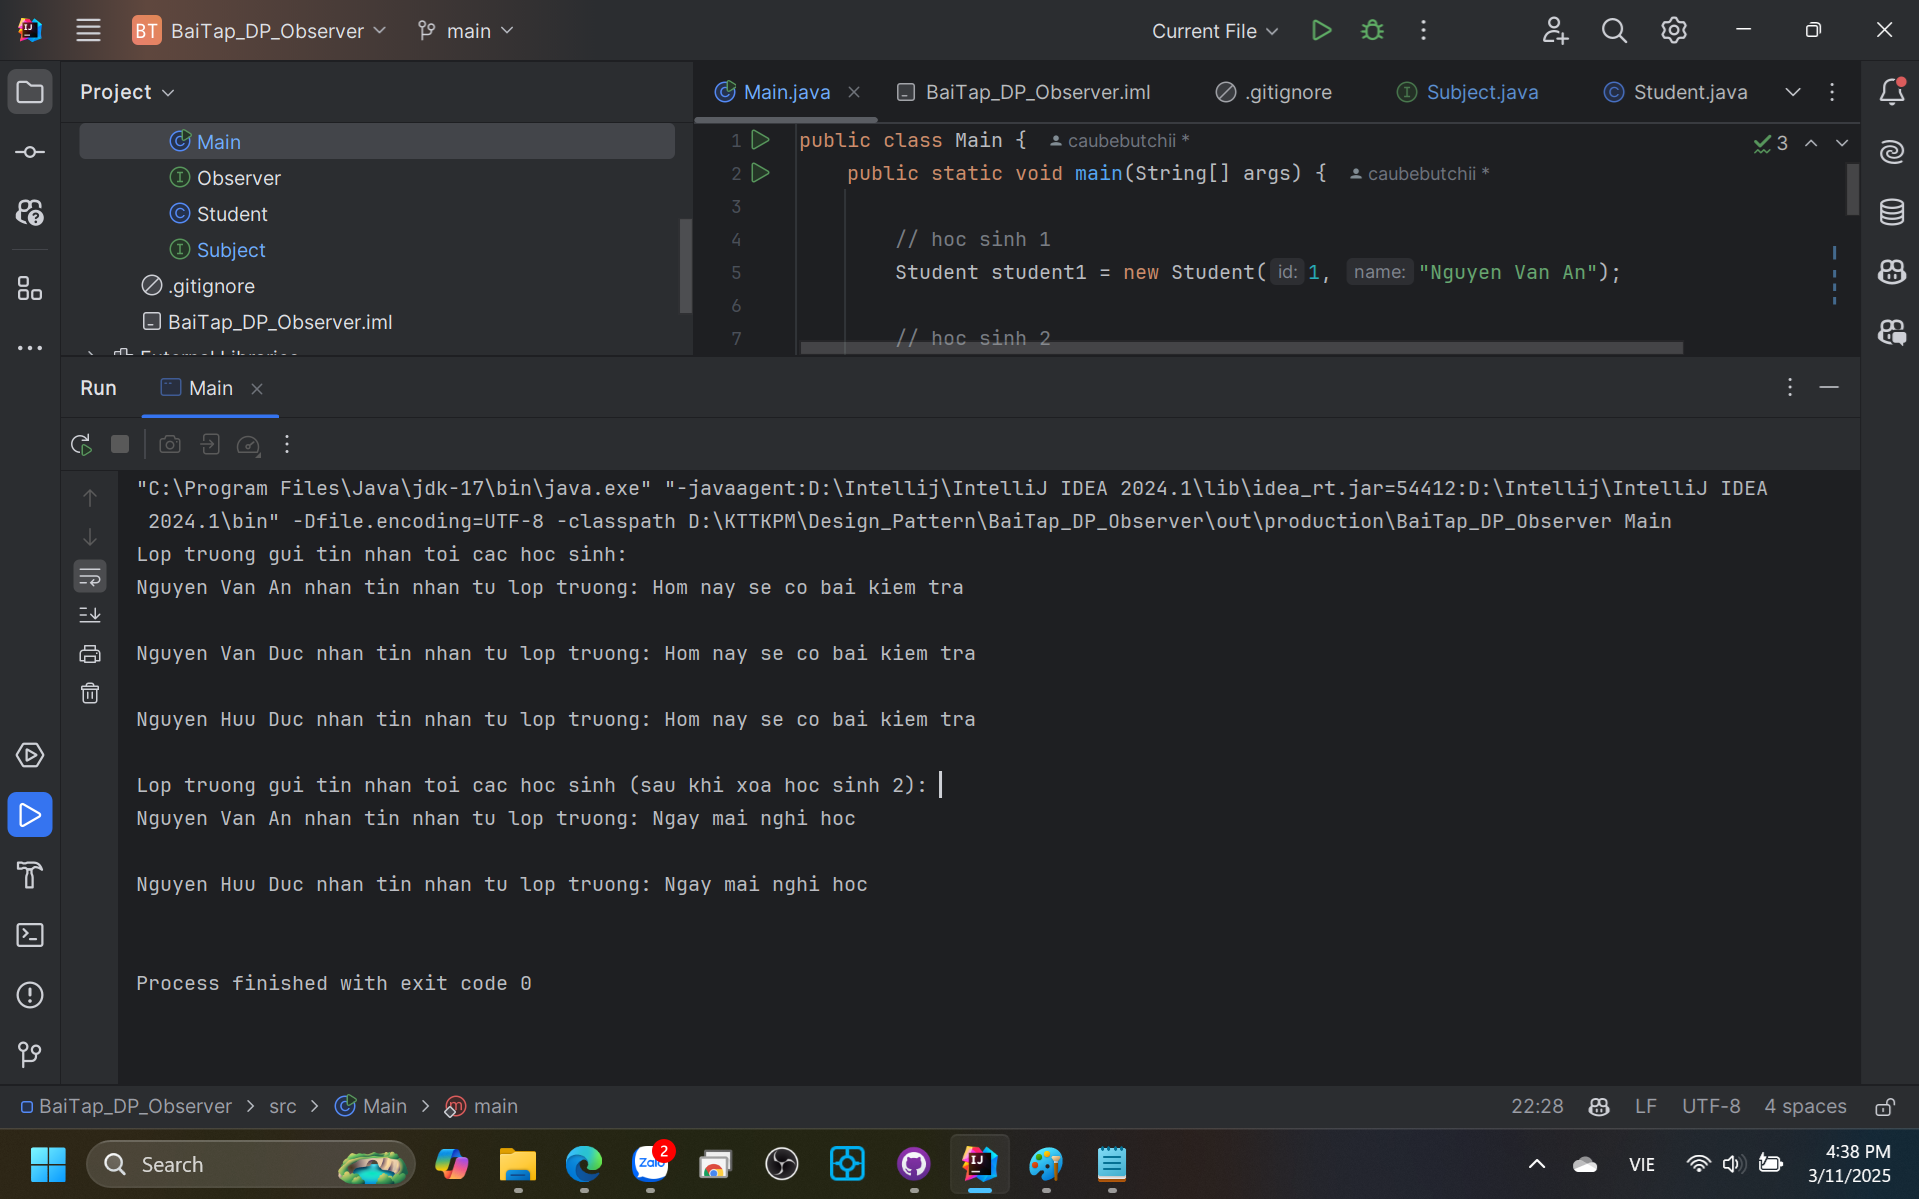 BT BaiTap_DP_Observer main Current File
Project
Main
Observer
Student
Subject
.gitignore
BaiTap_DP_Observer.iml
Main.java BaiTap_DP_Observer.iml .gitignore Subject.java Student.java
1 public class Main { caubebutchii *
2 public static void main(String[] args) { caubebutchii *
3
4 // hoc sinh 1
5 Student student1 = new Student( id: 1, name: "Nguyen Van An");
6
7 // hoc sinh 2
3
Run Main
"C:\Program Files\Java\jdk-17\bin\java.exe" "-javaagent:D:\Intellij\IntelliJ IDEA 2024.1\lib\idea_rt.jar=54412:D:\Intellij\IntelliJ IDEA
2024.1\bin" -Dfile.encoding=UTF-8 -classpath D:\KTTKPM\Design_Pattern\BaiTap_DP_Observer\out\production\BaiTap_DP_Observer Main
Lop truong gui tin nhan toi cac hoc sinh:
Nguyen Van An nhan tin nhan tu lop truong: Hom nay se co bai kiem tra
Nguyen Van Duc nhan tin nhan tu lop truong: Hom nay se co bai kiem tra
Nguyen Huu Duc nhan tin nhan tu lop truong: Hom nay se co bai kiem tra
Lop truong gui tin nhan toi cac hoc sinh (sau khi xoa hoc sinh 2):
Nguyen Van An nhan tin nhan tu lop truong: Ngay mai nghi hoc
Nguyen Huu Duc nhan tin nhan tu lop truong: Ngay mai nghi hoc
Process finished with exit code 0
BaiTap_DP_Observer > src > Main > main 22:28 LF UTF-8 4 spaces
Search Zalo 2 VIE 4:38 PM
3/11/2025